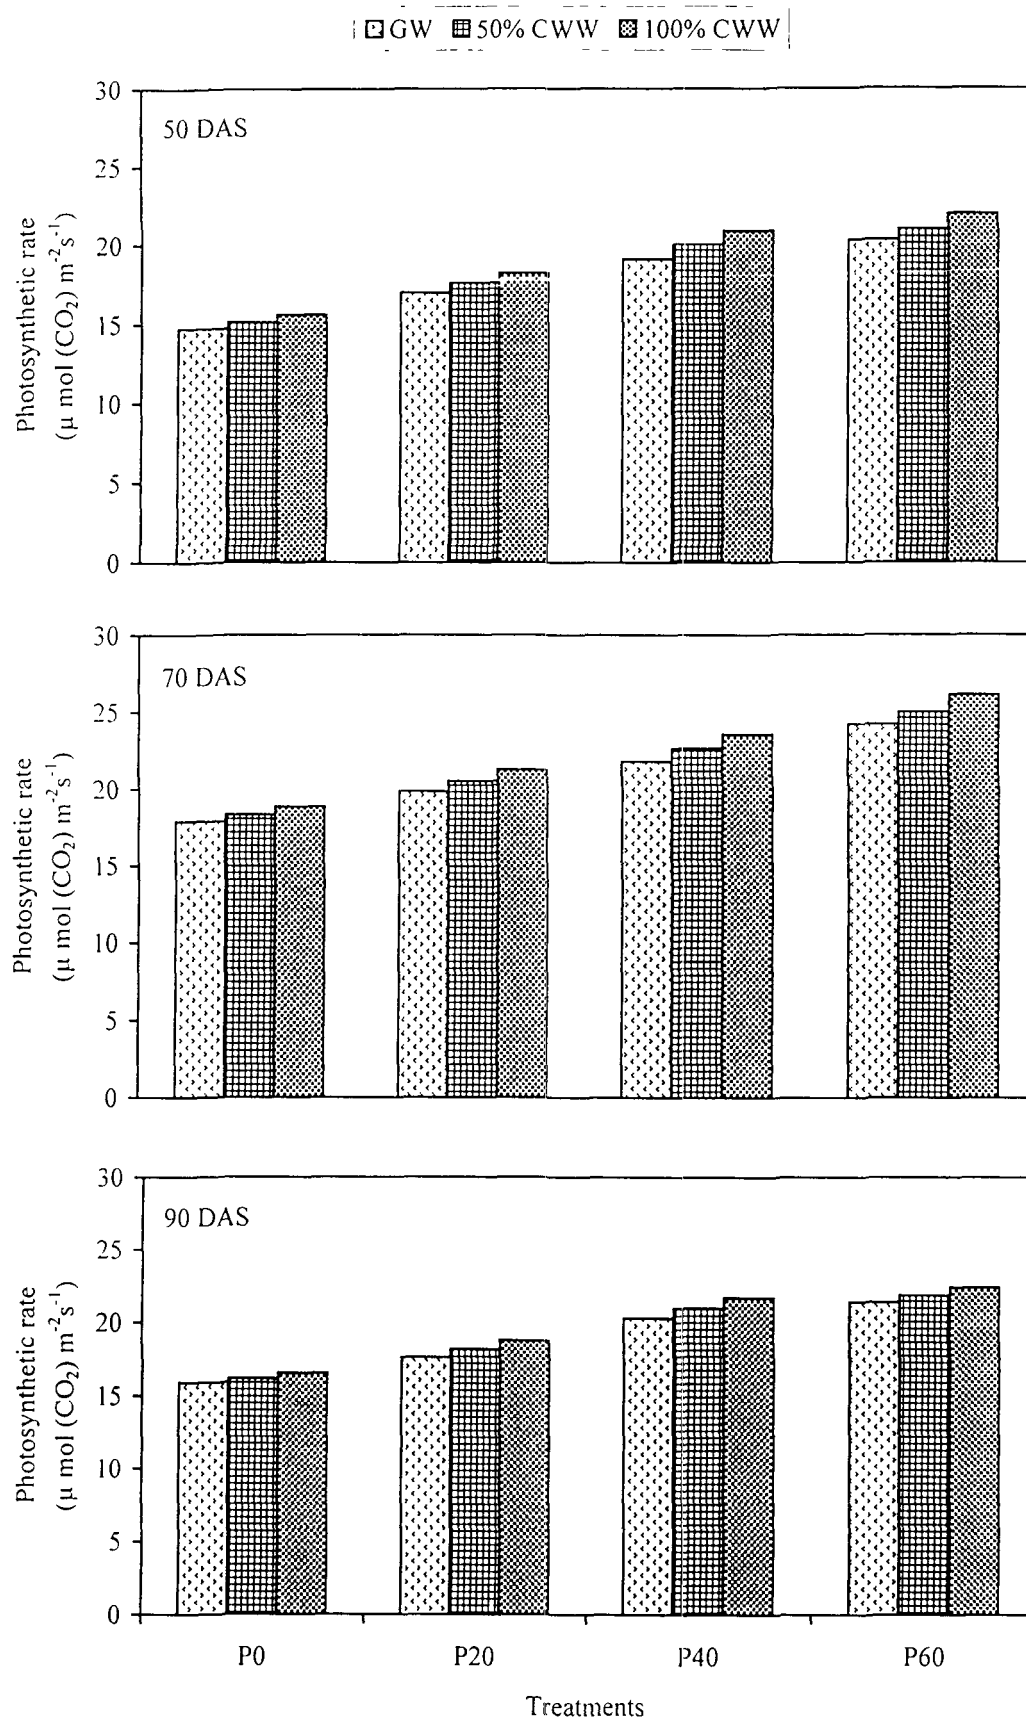 GW 50% CWW 100% CWW
30
25
20
15
10
5
0
50 DAS
Photosynthetic rate
(µ mol (CO₂) m⁻²s⁻¹)
30
25
20
15
10
5
0
70 DAS
Photosynthetic rate
(µ mol (CO₂) m⁻²s⁻¹)
30
25
20
15
10
5
0
90 DAS
Photosynthetic rate
(µ mol (CO₂) m⁻²s⁻¹)
P0 P20 P40 P60
Treatments